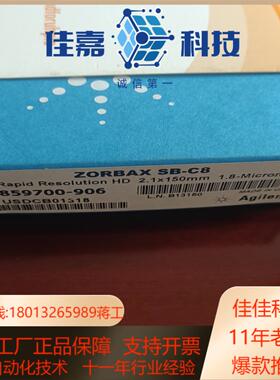 佳嘉科技
诚信第一
ZORBAX SB-C8
Rapid Resolution HD 2.1x150mm 1.8-Micron
859700-906
L.N. B13160
USDCB01318
Agilen
线:18013265989蒋工
佳佳科
工厂正品保障 支持开票
11年老
自动化技术 十一年行业经验
爆款推